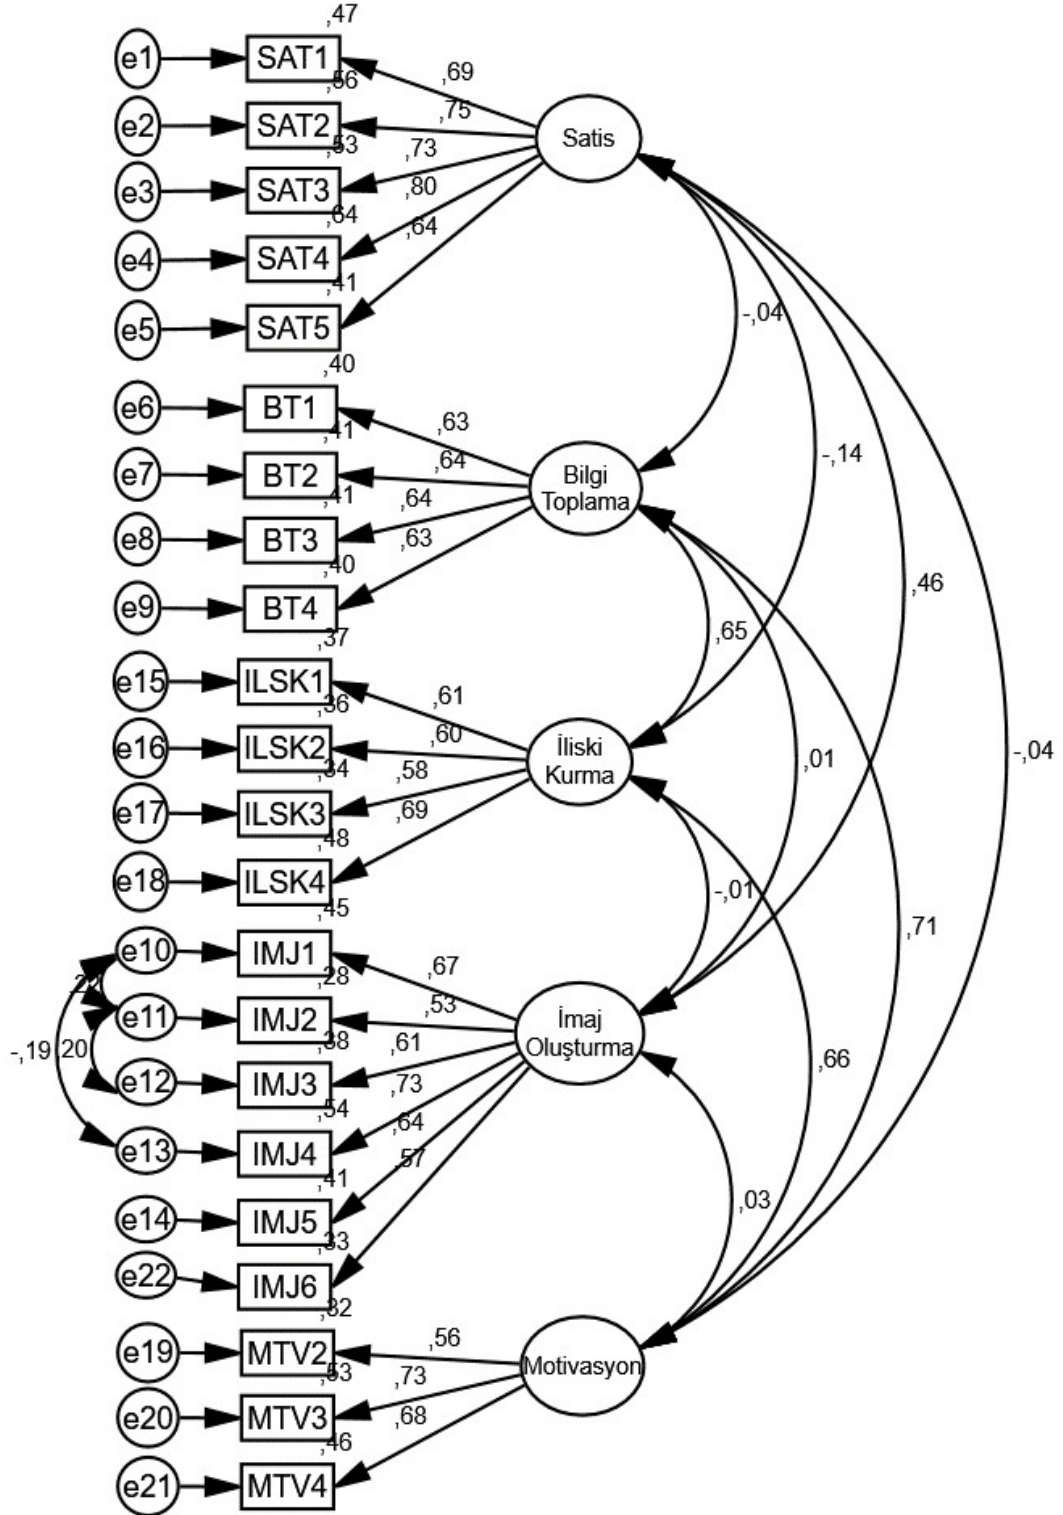 ,47
e1 SAT1 ,69
,56
,75
e2 SAT2
,53 ,73
Satis
e3 SAT3 ,80
,64 ,64
e4 SAT4
,41
e5 SAT5
-,04
,40
e6 BT1 ,63
,41
,64
-,14
e7 BT2
Bilgi
Toplama
,41 ,64
e8 BT3 ,63
,40
,46
e9 BT4
,37
,65
e15 ILSK1 ,61
,36
,60
e16 ILSK2
İliski
Kurma
,34 ,58
,01
-,04
e17 ILSK3 ,69
,48
e18 ILSK4
-,01
,45
,71
e10 IMJ1 ,67
,28
,53
e11 IMJ2
İmaj
Oluşturma
,38 ,61
-,19 ,20
e12 IMJ3 ,73
,66
,54 ,64
e13 IMJ4 ,57
,41
,03
e14 IMJ5
,33
e22 IMJ6
,32
,56
e19 MTV2
Motivasyon
,53 ,73
e20 MTV3 ,68
,46
e21 MTV4